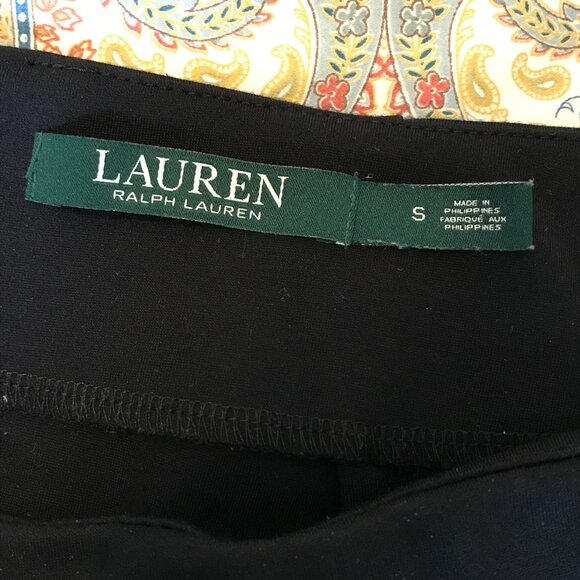 LAUREN
RALPH LAUREN
S
MADE IN
PHILIPPINES
FABRIQUÉ AUX
PHILIPPINES